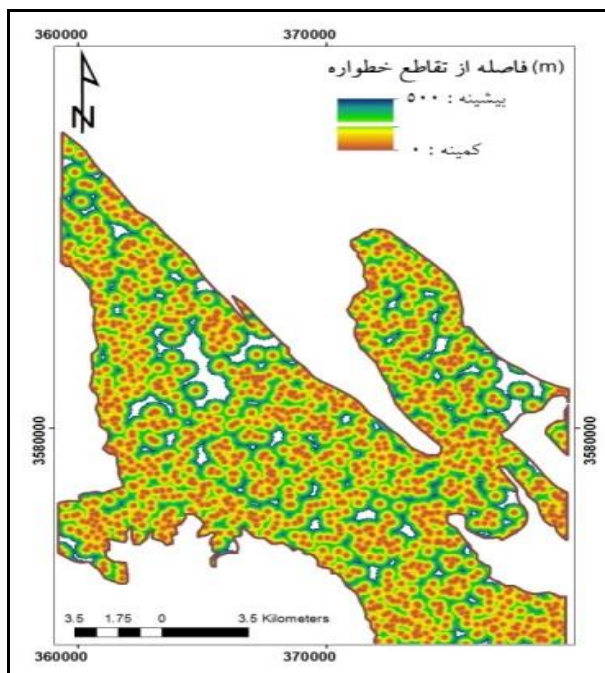 360000 370000
فاصله از تقاطع خطواره (m)
بیشینه : ۵۰۰
کمینه : ۰
N
3580000 3580000
3.5 1.75 0 3.5 Kilometers
360000 370000